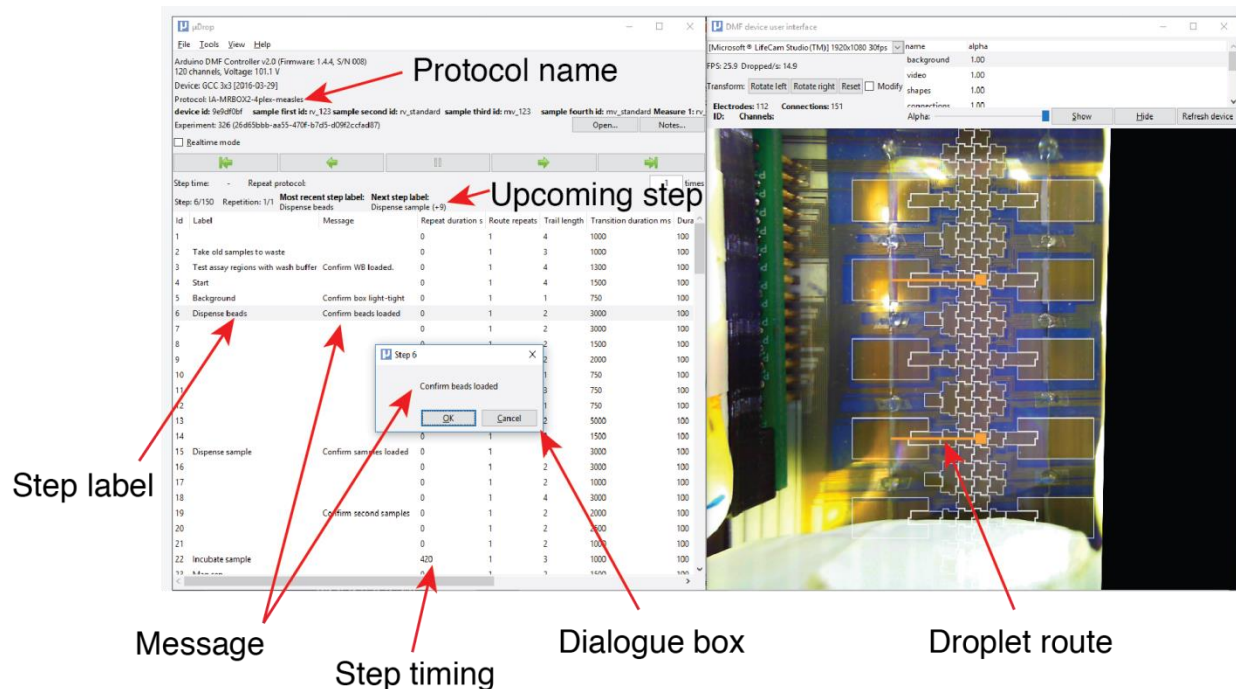 μDrop
File Tools View Help
Arduino DMF Controller v2.0 (Firmware: 1.4.4, S/N 008)
120 channels, Voltage: 101.1 V
Device: GCC 3x3 [2016-03-29]
Protocol: IA-MRBOX2-4plex-measles
device id: 9e9df0bf sample first id: rv_123 sample second id: rv_standard sample third id: mv_123 sample fourth id: mv_standard Measure 1: rv_
Experiment: 326 (26d65bbb-aa55-470f-b7d5-d09f2ccfad87) Open... Notes...
Realtime mode
Step time: - Repeat protocol: 1 times
Step: 6/150 Repetition: 1/1 Most recent step label: Next step label:
Dispense beads Dispense sample (+9)
Id Label Message Repeat duration s Route repeats Trail length Transition duration ms Dura
1 0 1 4 1000 100
2 Take old samples to waste 0 1 3 1000 100
3 Test assay regions with wash buffer Confirm WB loaded. 0 1 4 1300 100
4 Start 0 1 4 1500 100
5 Background Confirm box light-tight 0 1 1 750 100
6 Dispense beads Confirm beads loaded 0 1 2 3000 100
7 0 1 2 3000 100
8 2 1500 100
9 2 2000 100
10 1 750 100
11 3 750 100
12 1 750 100
13 2 5000 100
14 0 1 1500 100
15 Dispense sample Confirm samples loaded 0 1 3000 100
16 0 1 2 3000 100
17 0 1 2 1000 100
18 0 1 4 3000 100
19 Confirm second samples 0 1 2 2000 100
20 0 1 2 2500 100
21 0 1 2 1000 100
22 Incubate sample 420 1 3 1000 100
Step 6
Confirm beads loaded
OK Cancel
DMF device user interface
[Microsoft® LifeCam Studio(TM)] 1920x1080 30fps
FPS: 25.9 Dropped/s: 14.9
Transform: Rotate left Rotate right Reset Modify
Electrodes: 112 Connections: 151
ID: Channels:
name alpha
background 1.00
video 1.00
shapes 1.00
connections 1.00
Alpha: Show Hide Refresh device
Protocol name
Upcoming step
Step label
Message
Step timing
Dialogue box
Droplet route